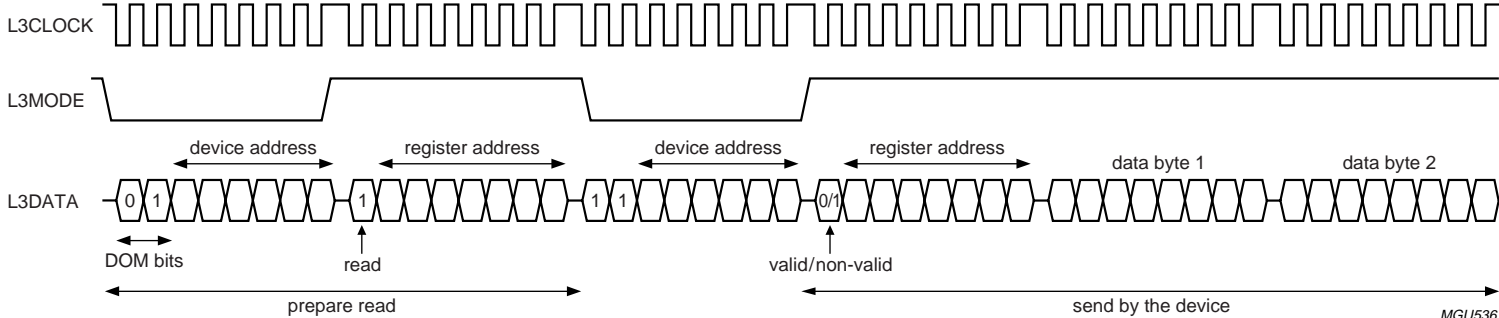 L3CLOCK
L3MODE
device address register address device address register address data byte 1 data byte 2
L3DATA 0 1 1 1 1 0/1
DOM bits read valid/non-valid
prepare read send by the device
MGU536